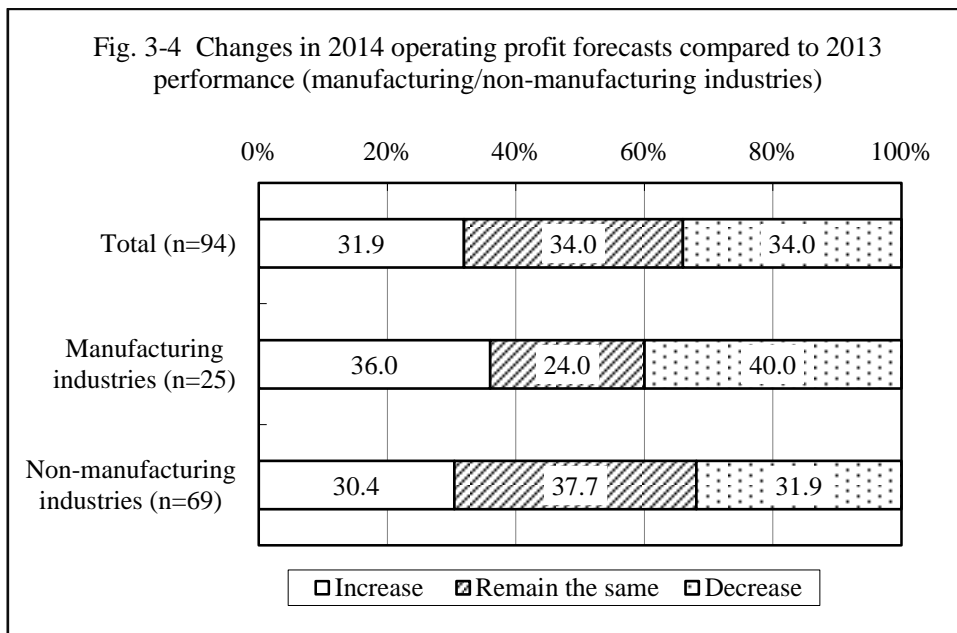 Fig. 3-4  Changes in 2014 operating profit forecasts compared to 2013
performance (manufacturing/non-manufacturing industries)
0% 20% 40% 60% 80% 100%
Total (n=94) 31.9 34.0 34.0
Manufacturing
industries (n=25) 36.0 24.0 40.0
Non-manufacturing
industries (n=69) 30.4 37.7 31.9
Increase Remain the same Decrease